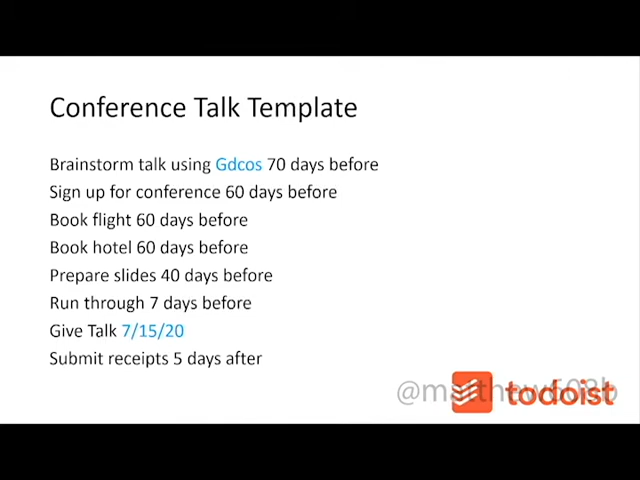 Conference Talk Template
Brainstorm talk using Gdcos 70 days before
Sign up for conference 60 days before
Book flight 60 days before
Book hotel 60 days before
Prepare slides 40 days before
Run through 7 days before
Give Talk 7/15/20
Submit receipts 5 days after
todoist